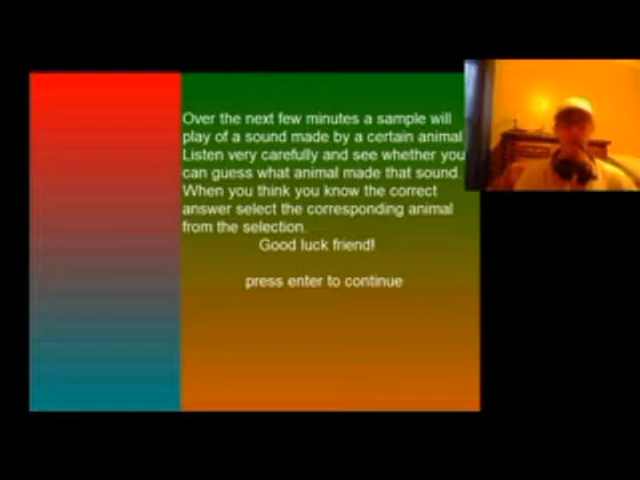 Over the next few minutes a sample will
play of a sound made by a certain animal
Listen very carefully and see whether you
can guess what animal made that sound.
When you think you know the correct
answer select the corresponding animal
from the selection.
Good luck friend!
press enter to continue